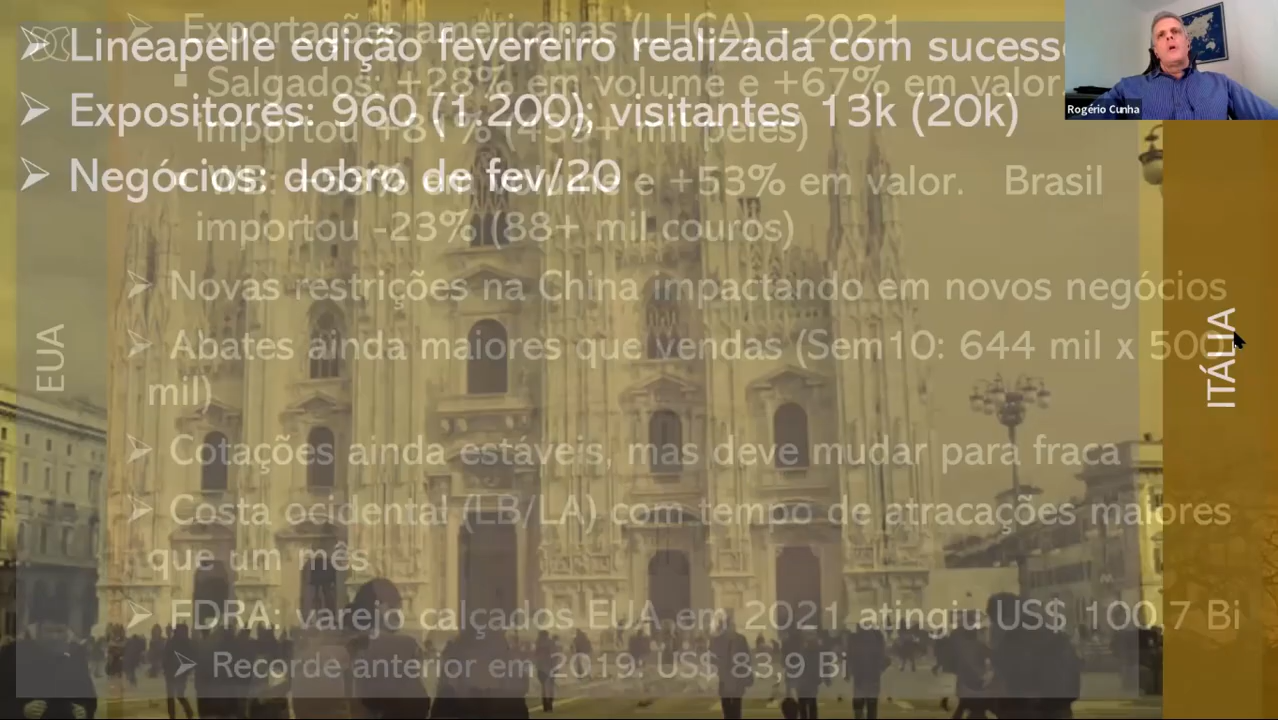 Exportações americanas (LHCA) – 2021
Lineapelle edição fevereiro realizada com sucess
Salgados: +28% em volume e +67% em valor
Expositores: 960 (1.200); visitantes 13k (20k)
importou
peles)
Negócios: dobro de fev/20
e +53% em valor. Brasil
importou -23% (88+ mil couros)
Novas restrições na China impactando em novos negócios
Abates ainda maiores que vendas (Sem10: 644 mil x 500
mil)
Cotações ainda estáveis, mas deve mudar para fraca
Costa ocidental (LB/LA) com tempo de atracações maiores
que um mês
FDRA: varejo calçados EUA em 2021 atingiu US$ 100,7 Bi
Recorde anterior em 2019: US$ 83,9 Bi
EUA
ITÁLIA
Rogério Cunha